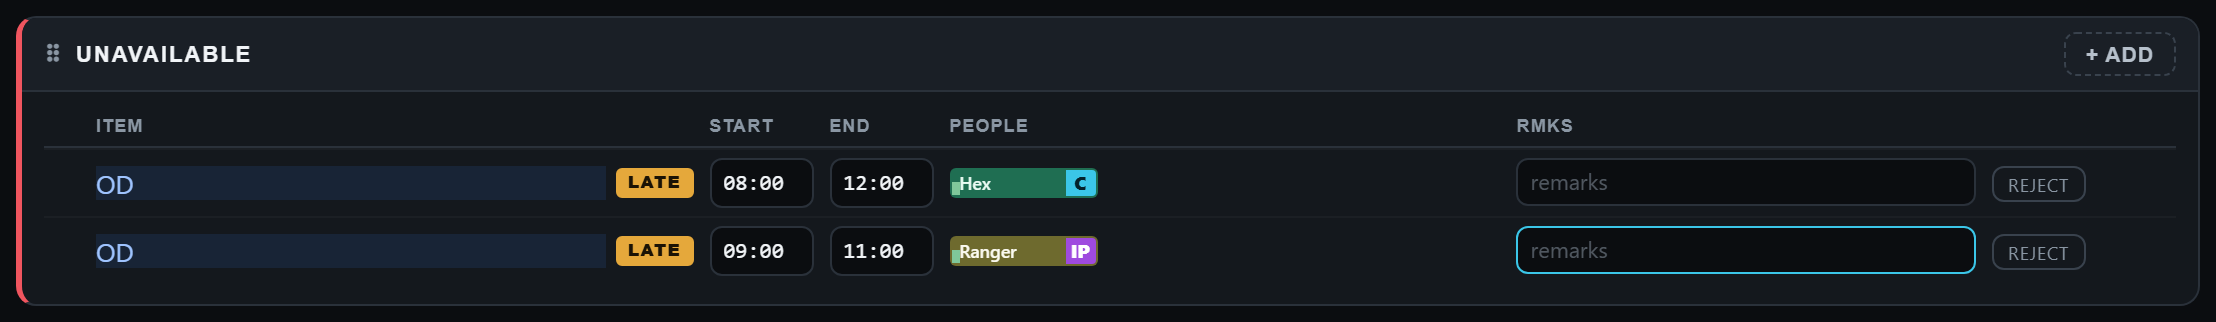 UNAVAILABLE + ADD
ITEM START END PEOPLE RMKS
OD LATE 08:00 12:00 Hex C remarks REJECT
OD LATE 09:00 11:00 Ranger IP remarks REJECT